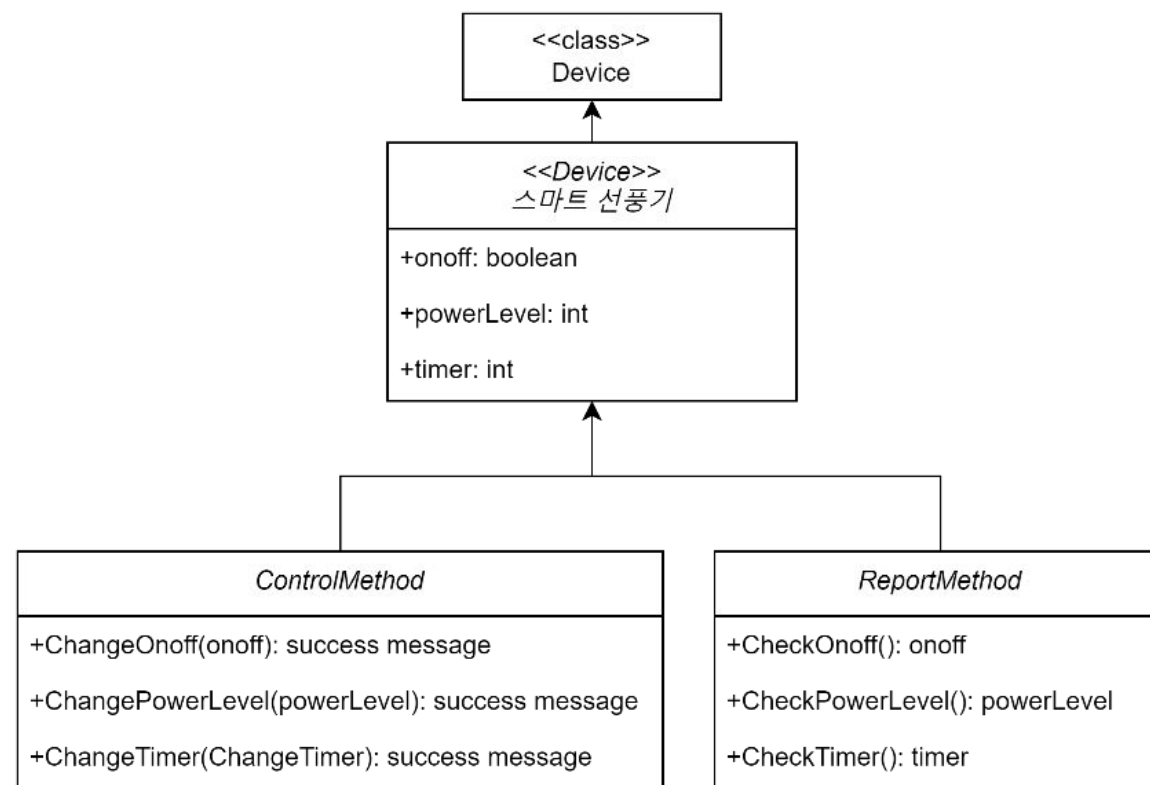 <<class>>
Device
<<Device>>
스마트 선풍기
+onoff: boolean
+powerLevel: int
+timer: int
ControlMethod
+ChangeOnoff(onoff): success message
+ChangePowerLevel(powerLevel): success message
+ChangeTimer(ChangeTimer): success message
ReportMethod
+CheckOnoff(): onoff
+CheckPowerLevel(): powerLevel
+CheckTimer(): timer